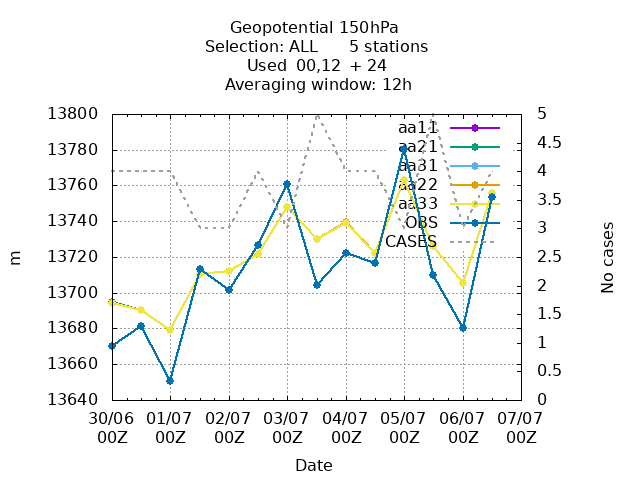 Geopotential 150hPa
Selection: ALL 5 stations
Used 00,12 + 24
Averaging window: 12h
13800
13780
13760
13740
13720
13700
13680
13660
13640
m
5
4.5
4
3.5
3
2.5
2
1.5
1
0.5
0
No cases
aa11
aa21
aa31
aa22
aa33
OBS
CASES
30/06 01/07 02/07 03/07 04/07 05/07 06/07 07/07
00Z 00Z 00Z 00Z 00Z 00Z 00Z 00Z
Date